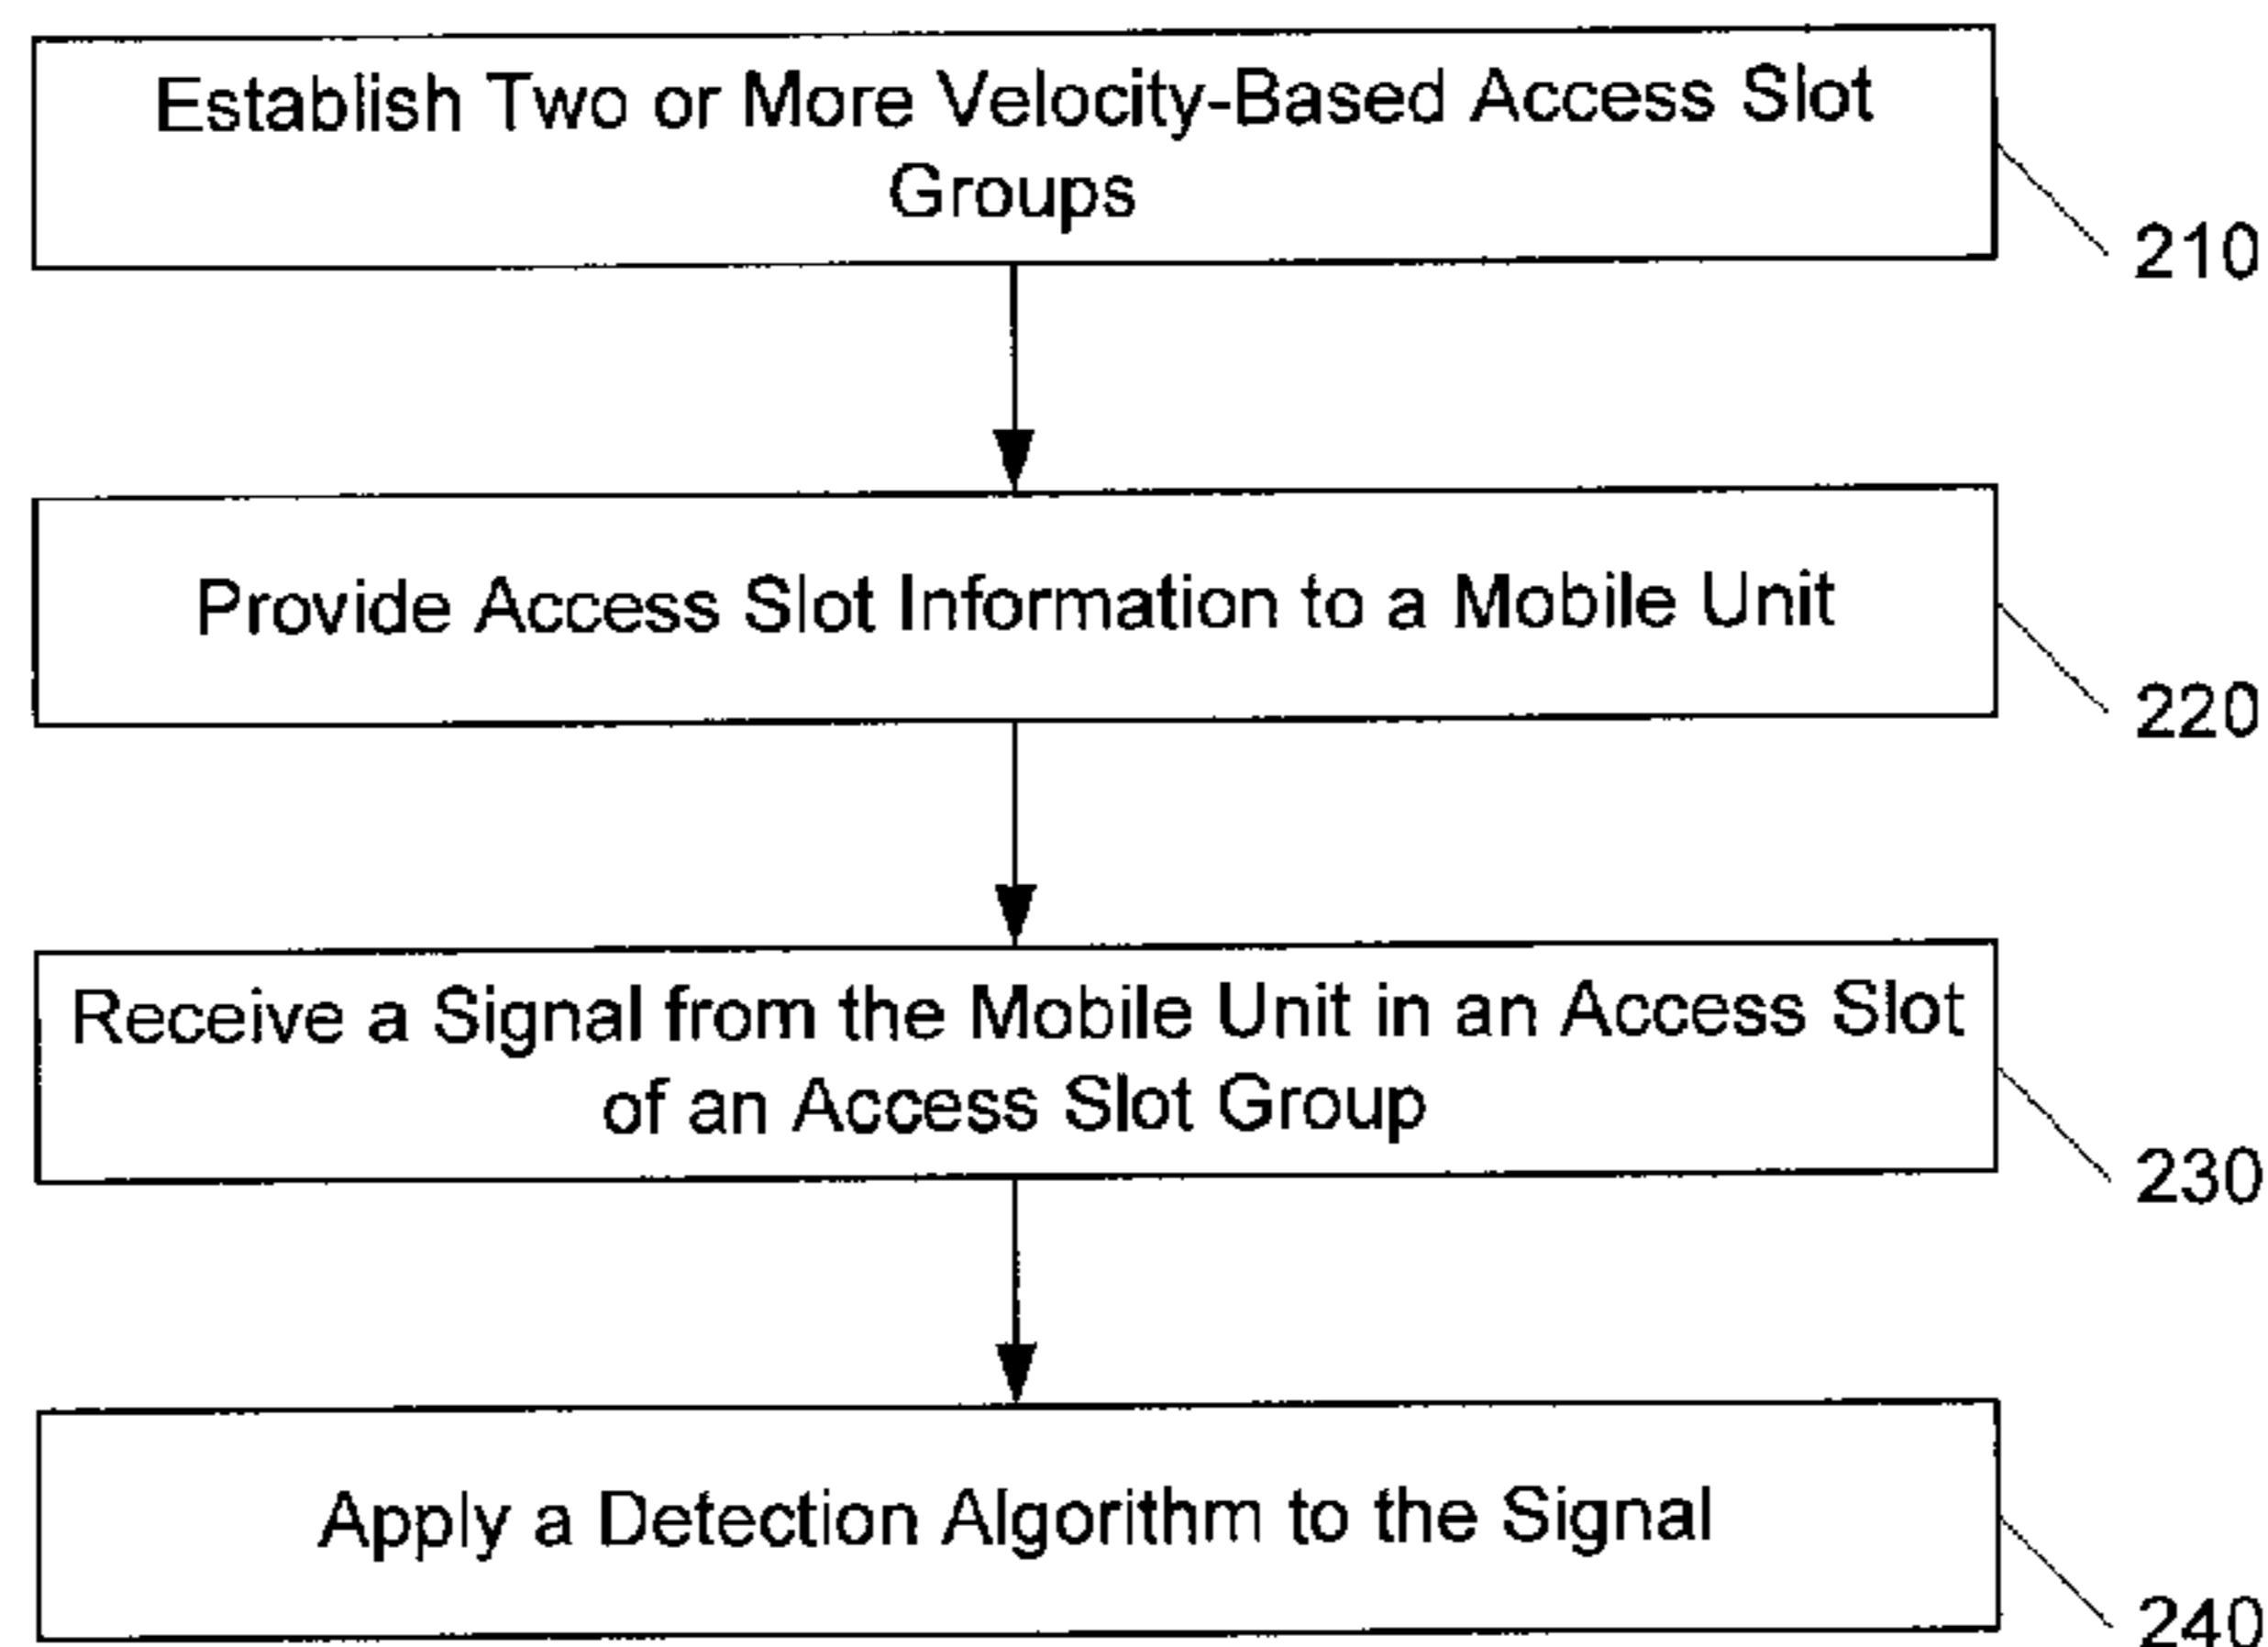 Establish Two or More Velocity-Based Access Slot
Groups
210
Provide Access Slot Information to a Mobile Unit
220
Receive a Signal from the Mobile Unit in an Access Slot
of an Access Slot Group
230
Apply a Detection Algorithm to the Signal
240